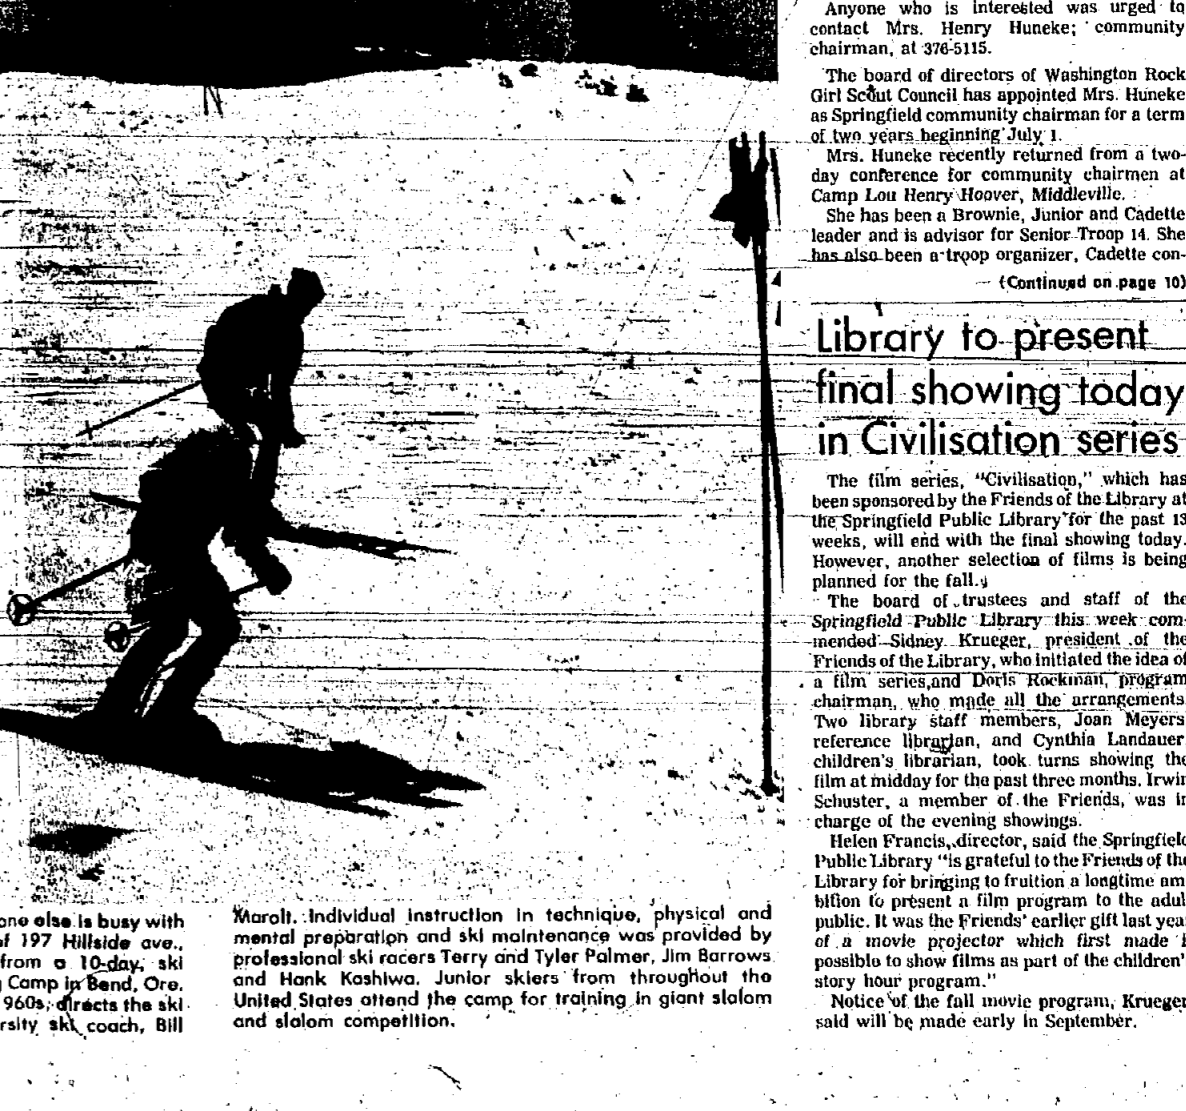 one else is busy with
of 197 Hillside ave.,
from a 10-day, ski
Camp in Bend, Ore.
960s, directs the ski
rsity ski coach, Bill
Marolt. Individual instruction in technique, physical and
mental preparation and ski maintenance was provided by
professional ski racers Terry and Tyler Palmer, Jim Barrows
and Hank Kashiwa. Junior skiers from throughout the
United States attend the camp for training in giant slalom
and slalom competition.
Anyone who is interested was urged to
contact Mrs. Henry Huneke; community
chairman, at 376-5115.
The board of directors of Washington Rock
Girl Scout Council has appointed Mrs. Huneke
as Springfield community chairman for a term
of two years beginning July 1.
Mrs. Huneke recently returned from a two-
day conference for community chairmen at
Camp Lou Henry Hoover, Middleville.
She has been a Brownie, Junior and Cadette
leader and is advisor for Senior Troop 14. She
has also been a troop organizer, Cadette con-
(Continued on page 10)
Library to present
final showing today
in Civilisation series
The film series, "Civilisation," which has
been sponsored by the Friends of the Library at
the Springfield Public Library for the past 13
weeks, will end with the final showing today.
However, another selection of films is being
planned for the fall.
The board of trustees and staff of the
Springfield Public Library this week com-
mended Sidney Krueger, president of the
Friends of the Library, who initiated the idea of
a film series, and Doris Rockman, program
chairman, who made all the arrangements.
Two library staff members, Joan Meyers
reference librarian, and Cynthia Landauer
children's librarian, took turns showing the
film at midday for the past three months. Irwin
Schuster, a member of the Friends, was in
charge of the evening showings.
Helen Francis, director, said the Springfield
Public Library "is grateful to the Friends of the
Library for bringing to fruition a longtime am
bition to present a film program to the adul
public. It was the Friends' earlier gift last yea
of a movie projector which first made i
possible to show films as part of the children'
story hour program."
Notice of the fall movie program, Krueger
said will be made early in September.